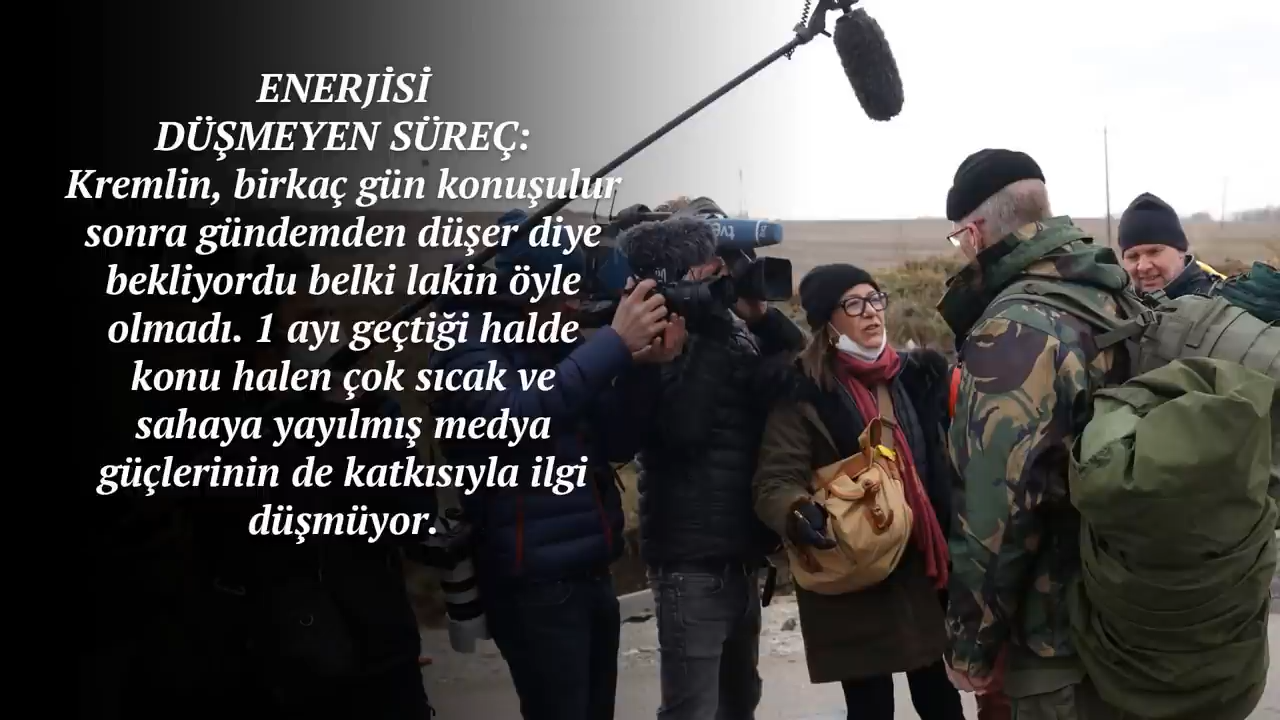 ENERJİSİ
DÜŞMEYEN SÜREÇ:
Kremlin, birkaç gün konuşulur
sonra gündemden düşer diye
bekliyordu belki lakin öyle
olmadı. 1 ayı geçtiği halde
konu halen çok sıcak ve
sahaya yayılmış medya
güçlerinin de katkısıyla ilgi
düşmüyor.
tve